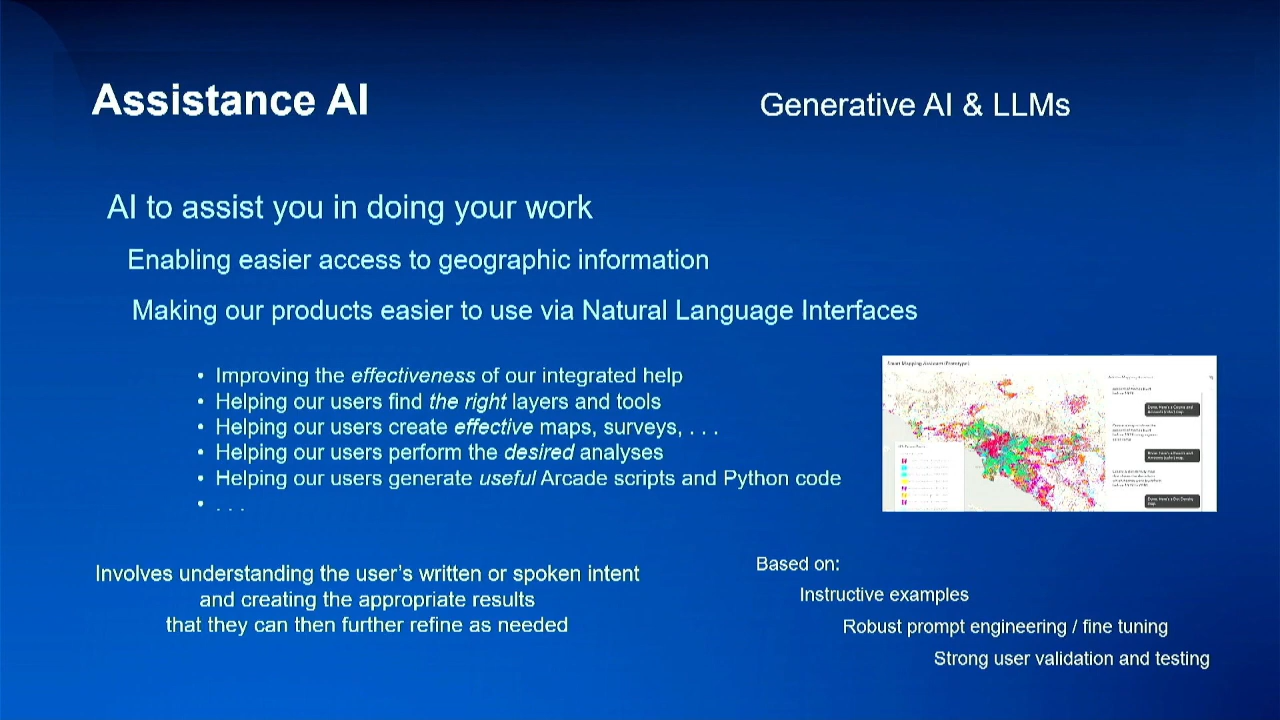 Assistance AI
Generative AI & LLMs
AI to assist you in doing your work
Enabling easier access to geographic information
Making our products easier to use via Natural Language Interfaces
• Improving the effectiveness of our integrated help
• Helping our users find the right layers and tools
• Helping our users create effective maps, surveys, . . .
• Helping our users perform the desired analyses
• Helping our users generate useful Arcade scripts and Python code
• . . .
Smart Mapping Assistant (Prototype)
Involves understanding the user’s written or spoken intent
and creating the appropriate results
that they can then further refine as needed
Based on:
Instructive examples
Robust prompt engineering / fine tuning
Strong user validation and testing